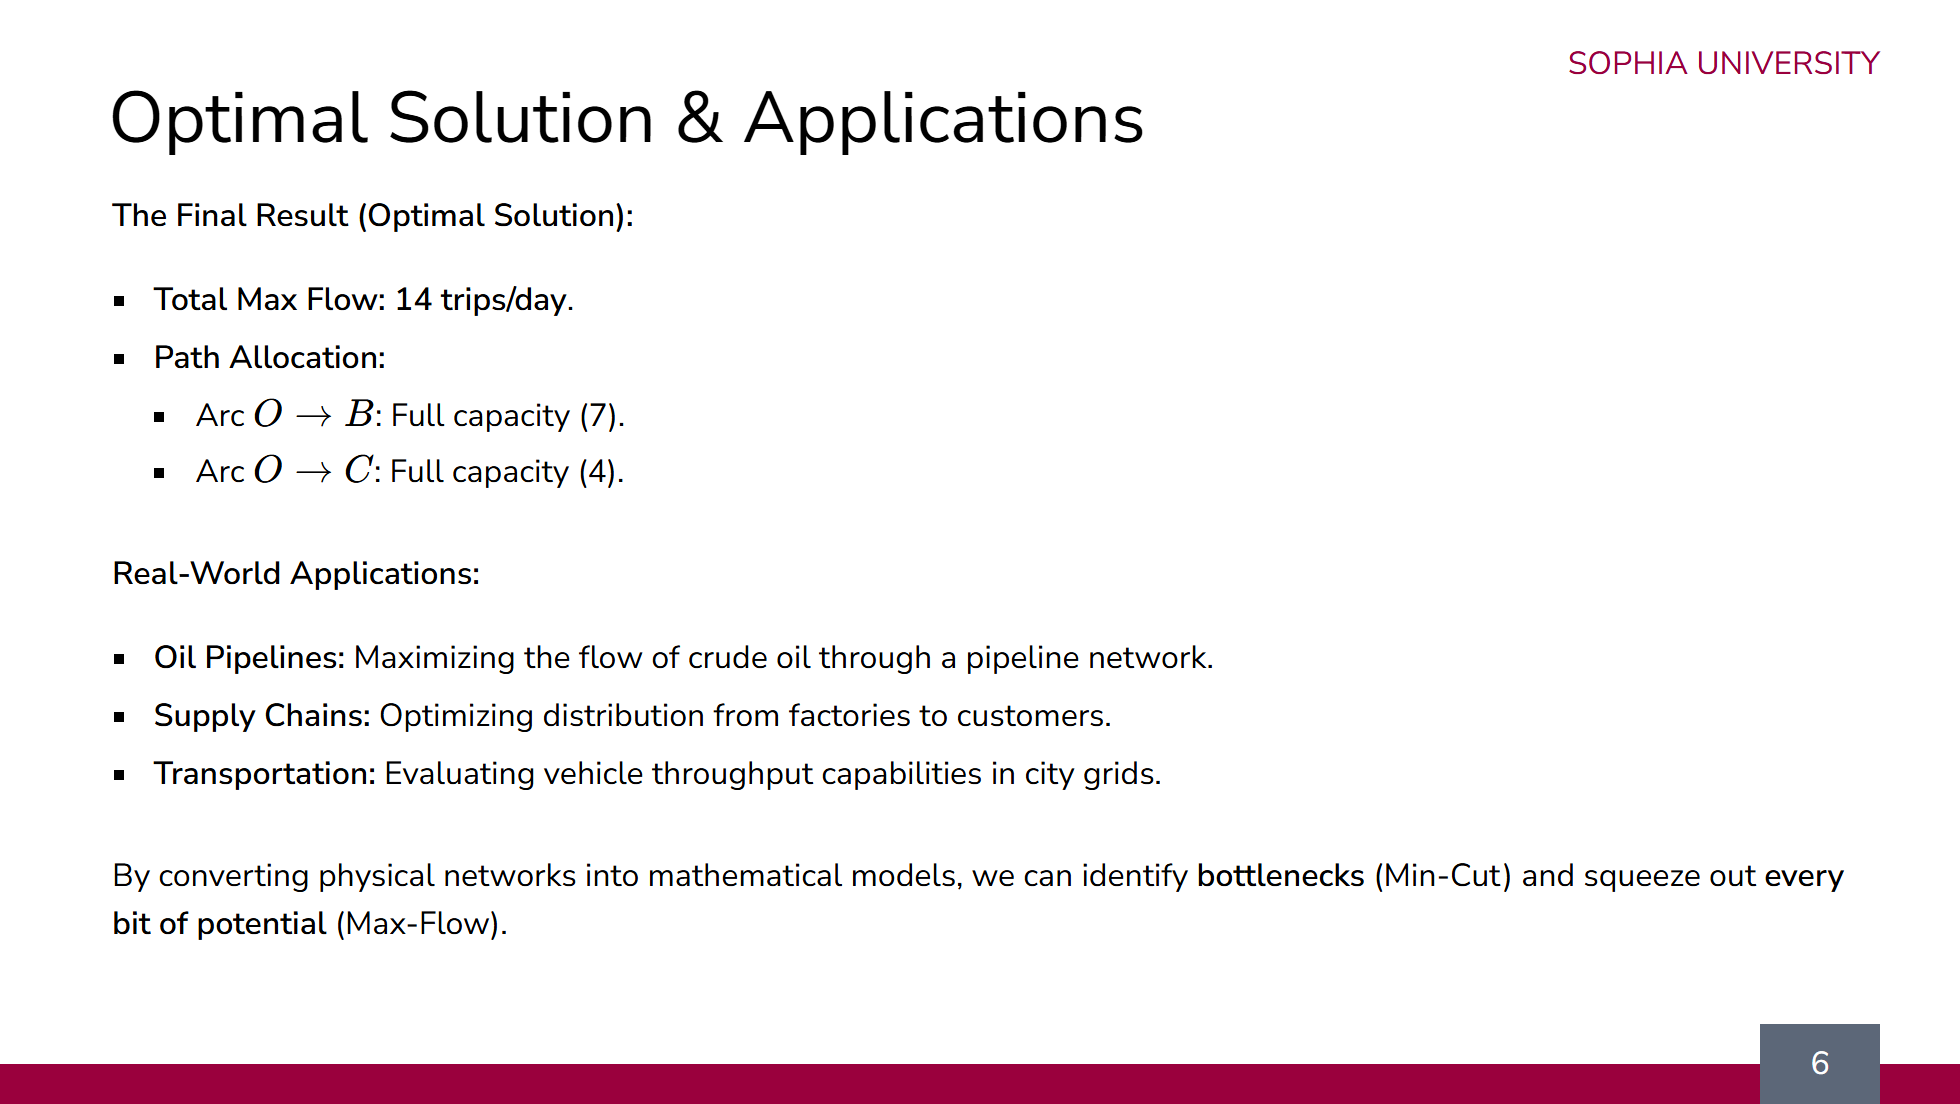 SOPHIA UNIVERSITY
Optimal Solution & Applications
The Final Result (Optimal Solution):
▪ Total Max Flow: 14 trips/day.
▪ Path Allocation:
▪ Arc O → B: Full capacity (7).
▪ Arc O → C: Full capacity (4).
Real-World Applications:
▪ Oil Pipelines: Maximizing the flow of crude oil through a pipeline network.
▪ Supply Chains: Optimizing distribution from factories to customers.
▪ Transportation: Evaluating vehicle throughput capabilities in city grids.
By converting physical networks into mathematical models, we can identify bottlenecks (Min-Cut) and squeeze out every
bit of potential (Max-Flow).
6